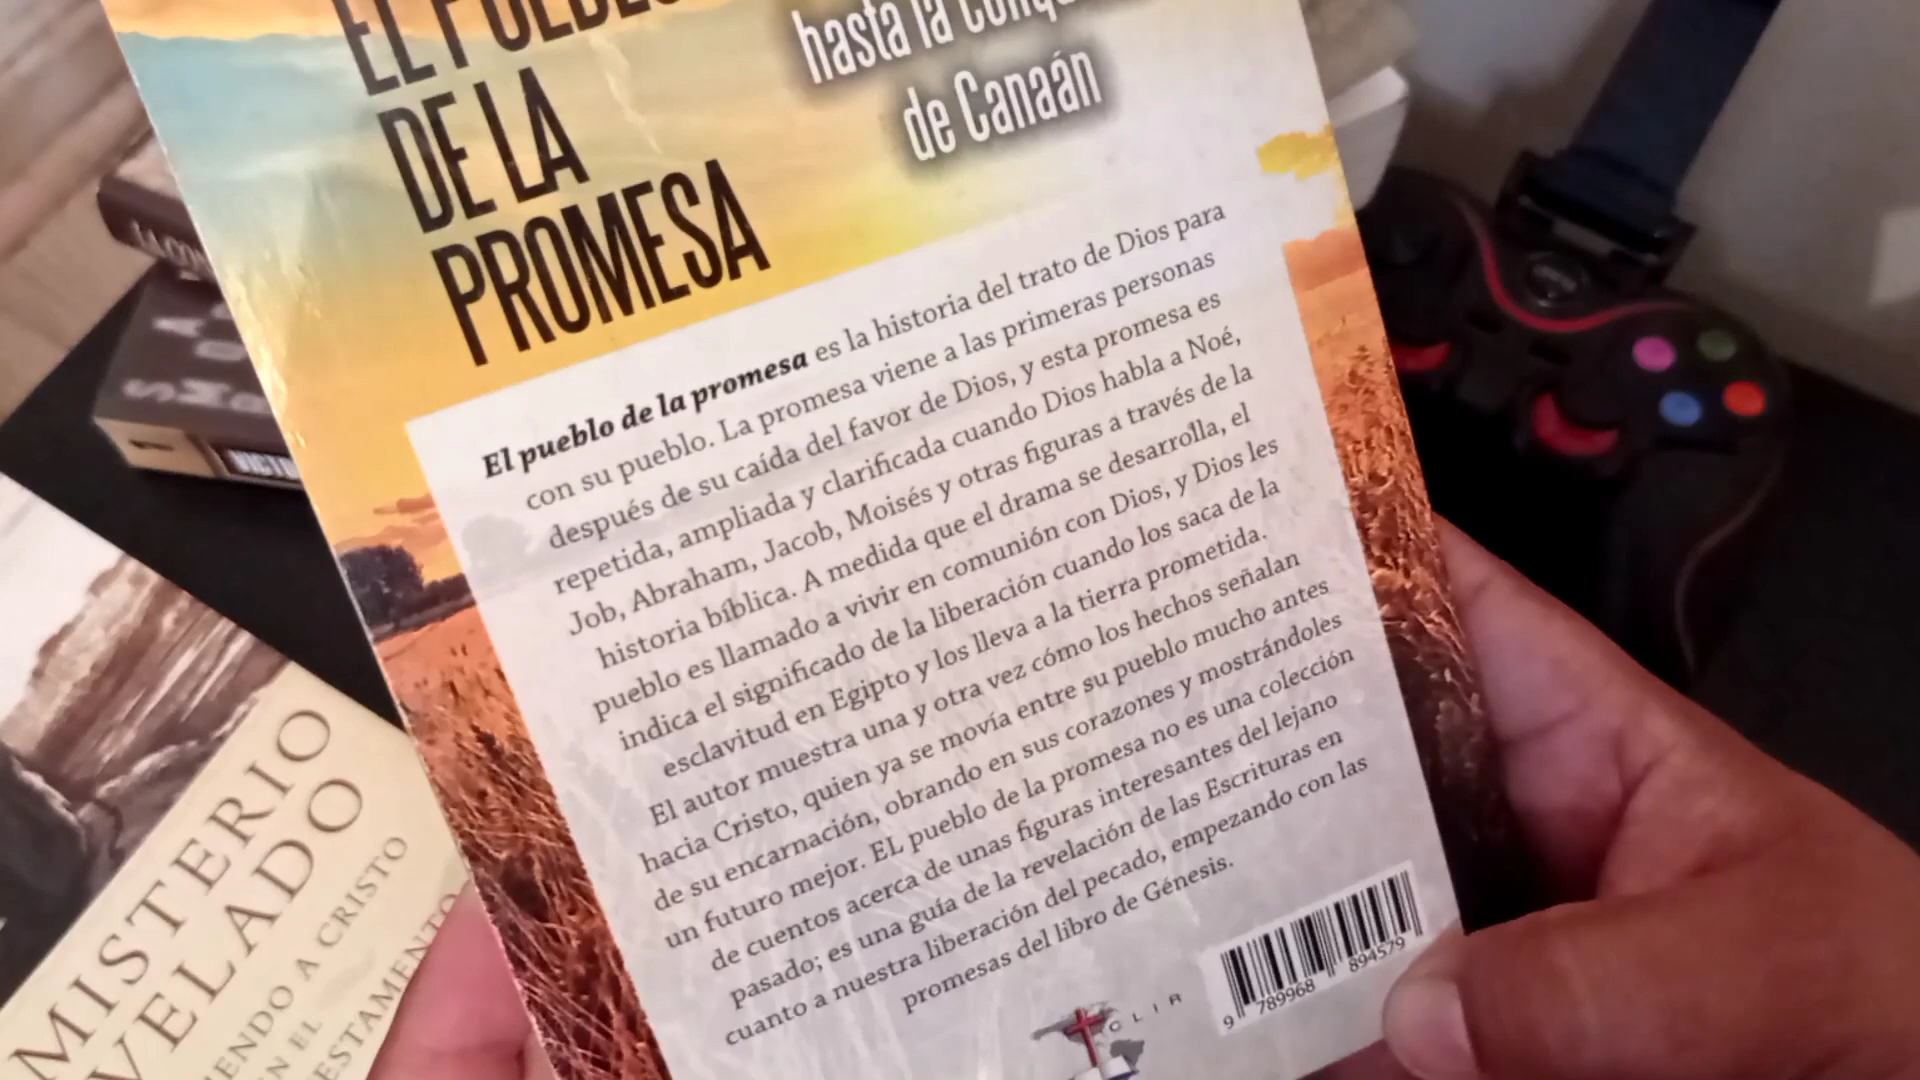 EL PUEBLO
DE LA
PROMESA
hasta la
de Canaán
El pueblo de la promesa es la historia del trato de Dios para
con su pueblo. La promesa viene a las primeras personas
después de su caída del favor de Dios, y esta promesa es
repetida, ampliada y clarificada cuando Dios habla a Noé,
Job, Abraham, Jacob, Moisés y otras figuras a través de la
historia bíblica. A medida que el drama se desarrolla, el
pueblo es llamado a vivir en comunión con Dios, y Dios les
indica el significado de la liberación cuando los saca de la
esclavitud en Egipto y los lleva a la tierra prometida.
El autor muestra una y otra vez cómo los hechos señalan
hacia Cristo, quien ya se movía entre su pueblo mucho antes
de su encarnación, obrando en sus corazones y mostrándoles
un futuro mejor. EL pueblo de la promesa no es una colección
de cuentos acerca de unas figuras interesantes del lejano
pasado; es una guía de la revelación de las Escrituras en
cuanto a nuestra liberación del pecado, empezando con las
promesas del libro de Génesis.
CLIR
9 789968 894579
MISTERIO
VELADO
A CRISTO
EN EL